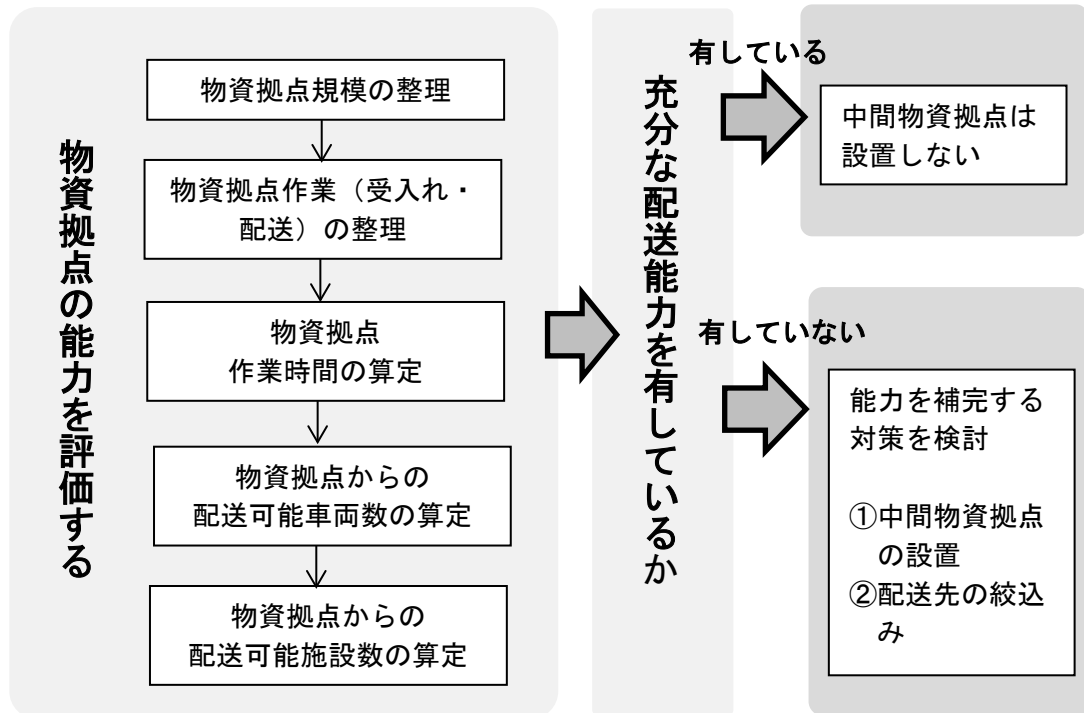 物資拠点の能力を評価する
物資拠点規模の整理
物資拠点作業（受入れ・
配送）の整理
物資拠点
作業時間の算定
物資拠点からの
配送可能車両数の算定
物資拠点からの
配送可能施設数の算定
充分な配送能力を有しているか
有している
中間物資拠点は
設置しない
有していない
能力を補完する
対策を検討
①中間物資拠点
の設置
②配送先の絞込
み